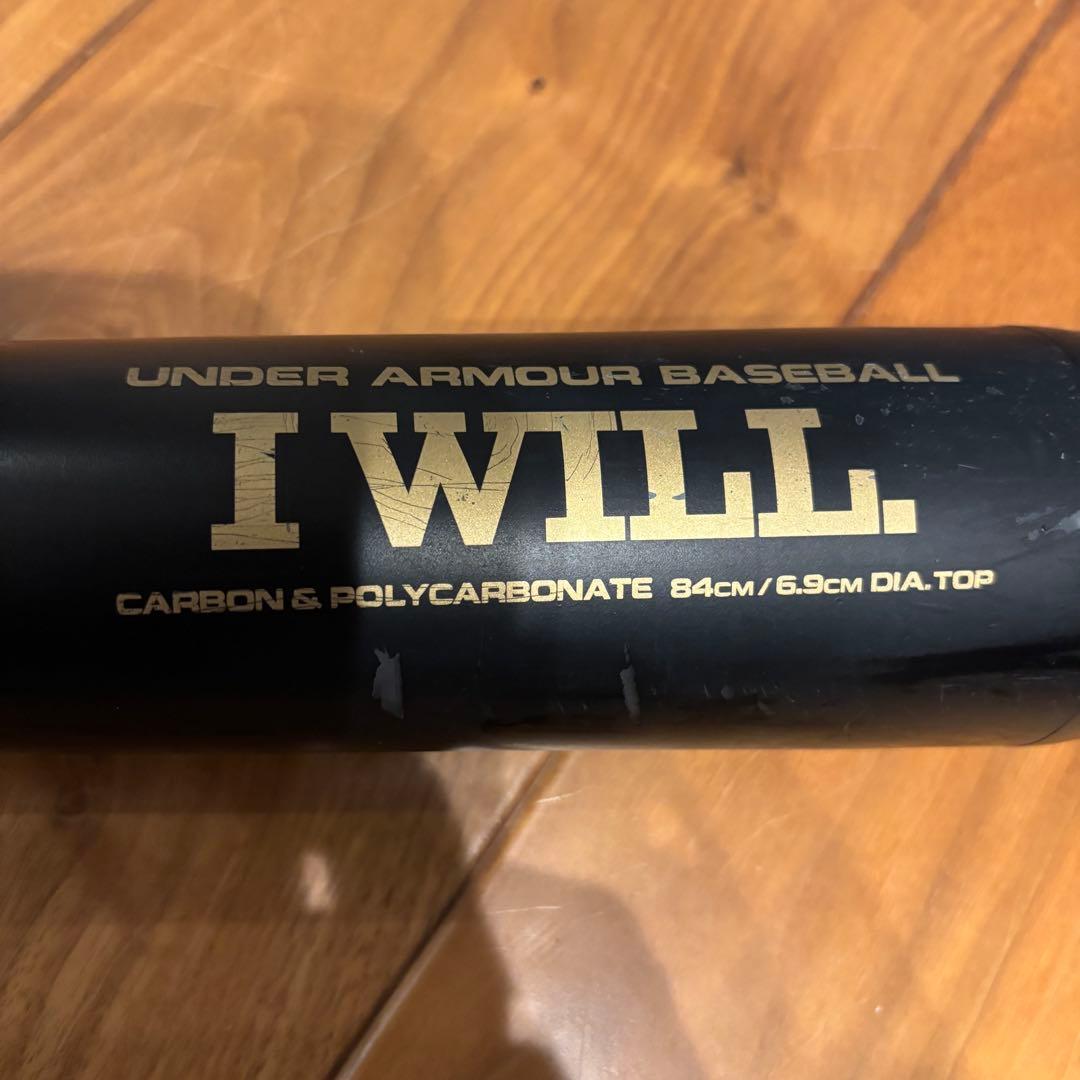 UNDER ARMOUR BASEBALL
I WILL.
CARBON & POLYCARBONATE 84CM/6.9CM DIA.TOP